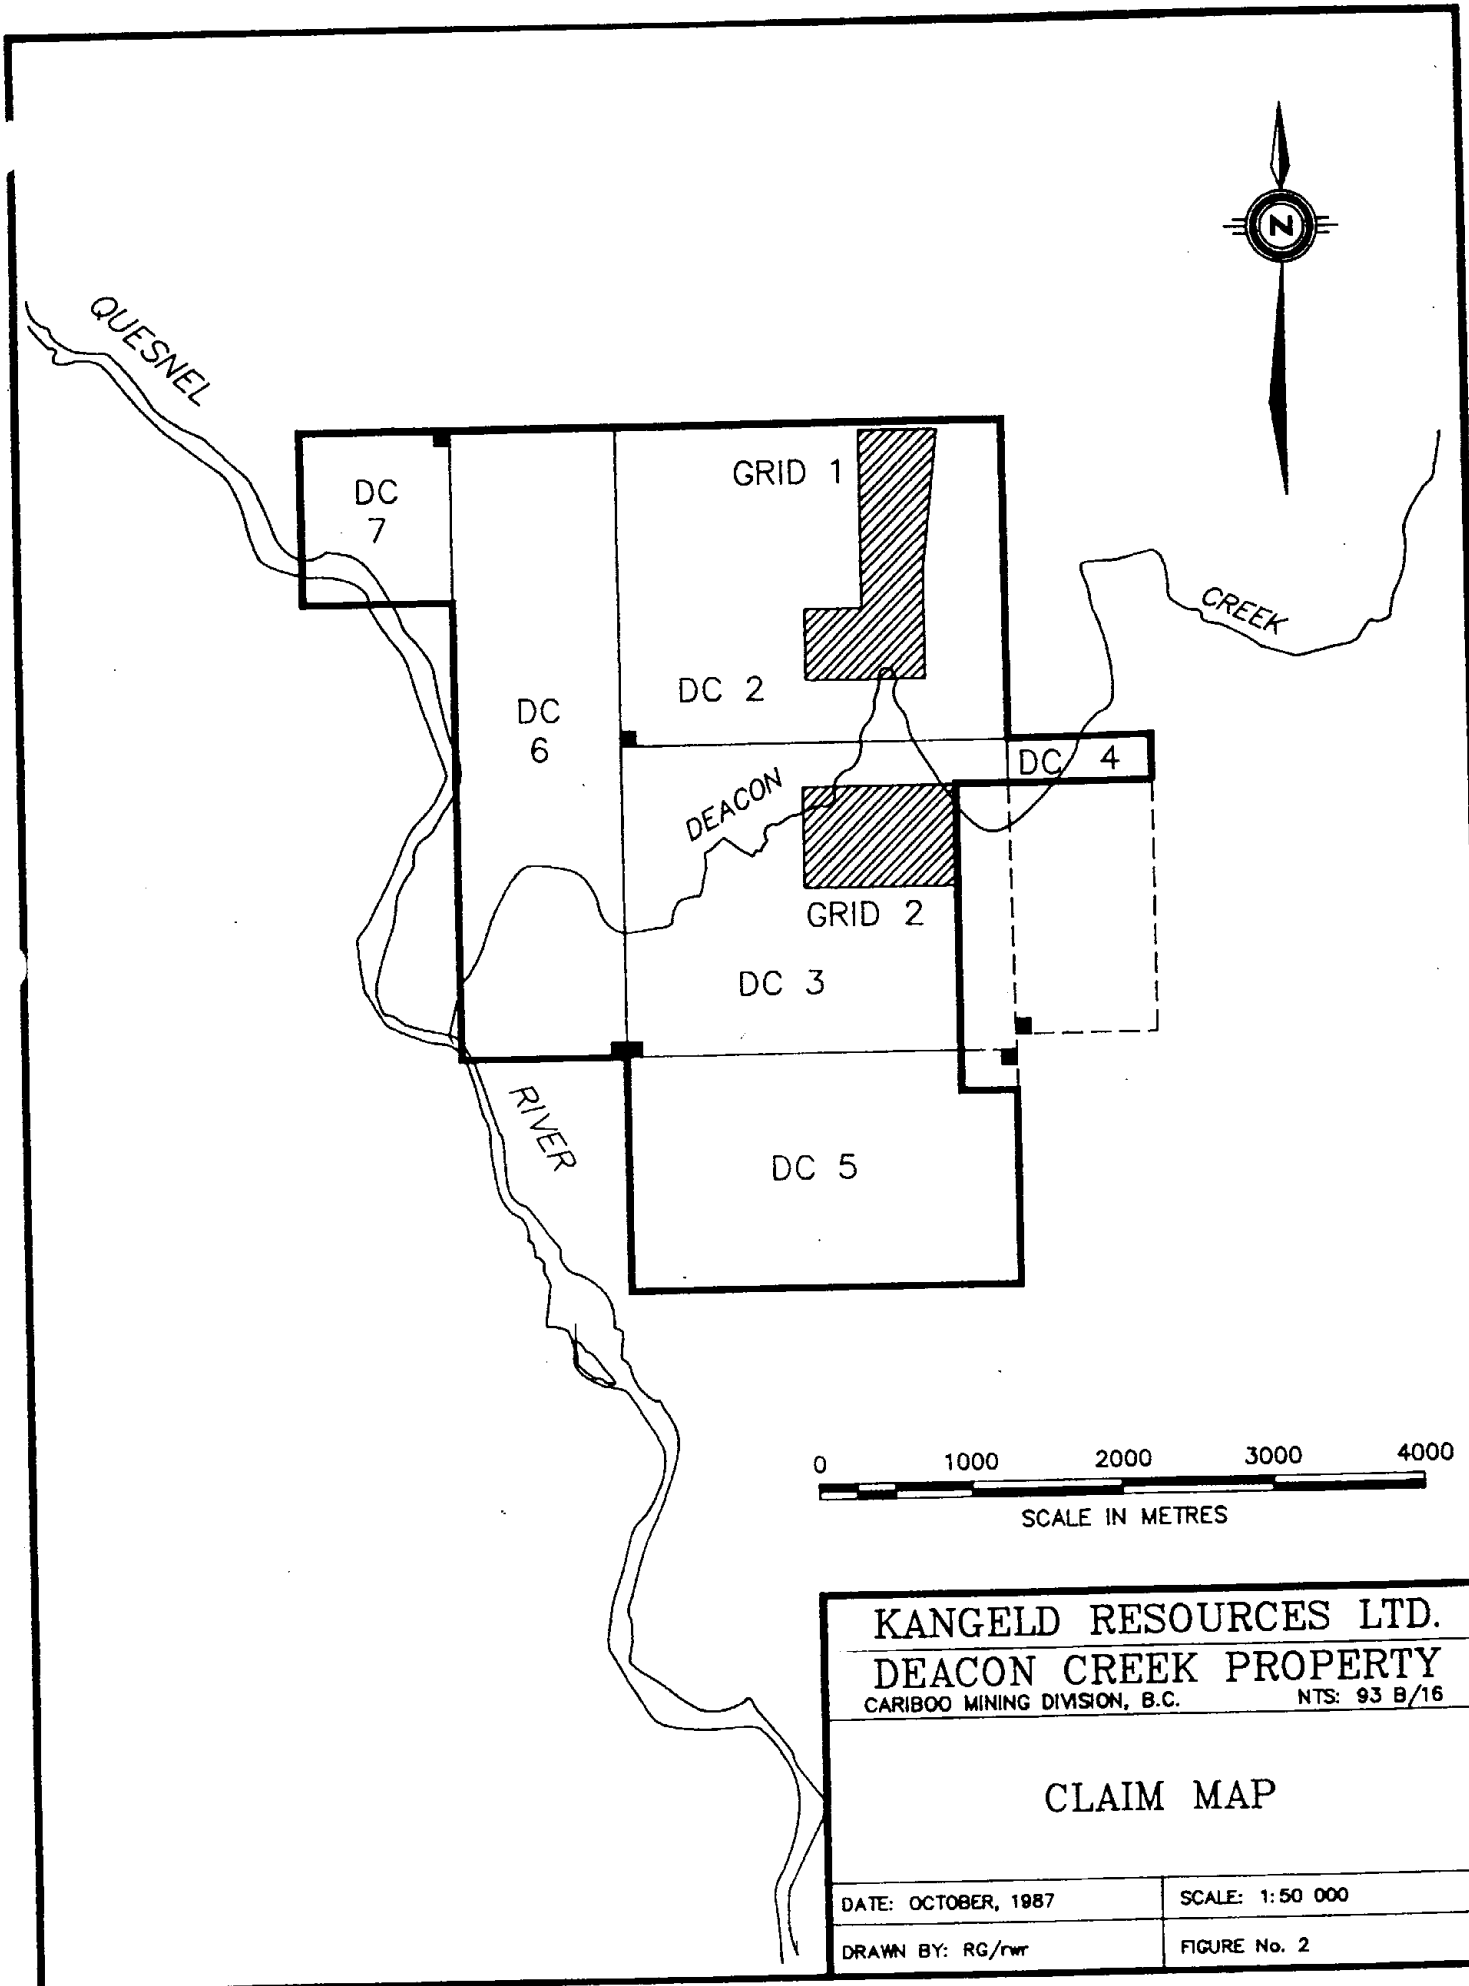 N
QUESNEL
GRID 1
DC
7
CREEK
DC 2
DC
6
DC 4
DEACON
GRID 2
DC 3
RIVER
DC 5
0 1000 2000 3000 4000
SCALE IN METRES
KANGELD RESOURCES LTD.
DEACON CREEK PROPERTY
CARIBOO MINING DIVISION, B.C. NTS: 93 B/16
CLAIM MAP
DATE: OCTOBER, 1987 SCALE: 1:50 000
DRAWN BY: RG/rwr FIGURE No. 2